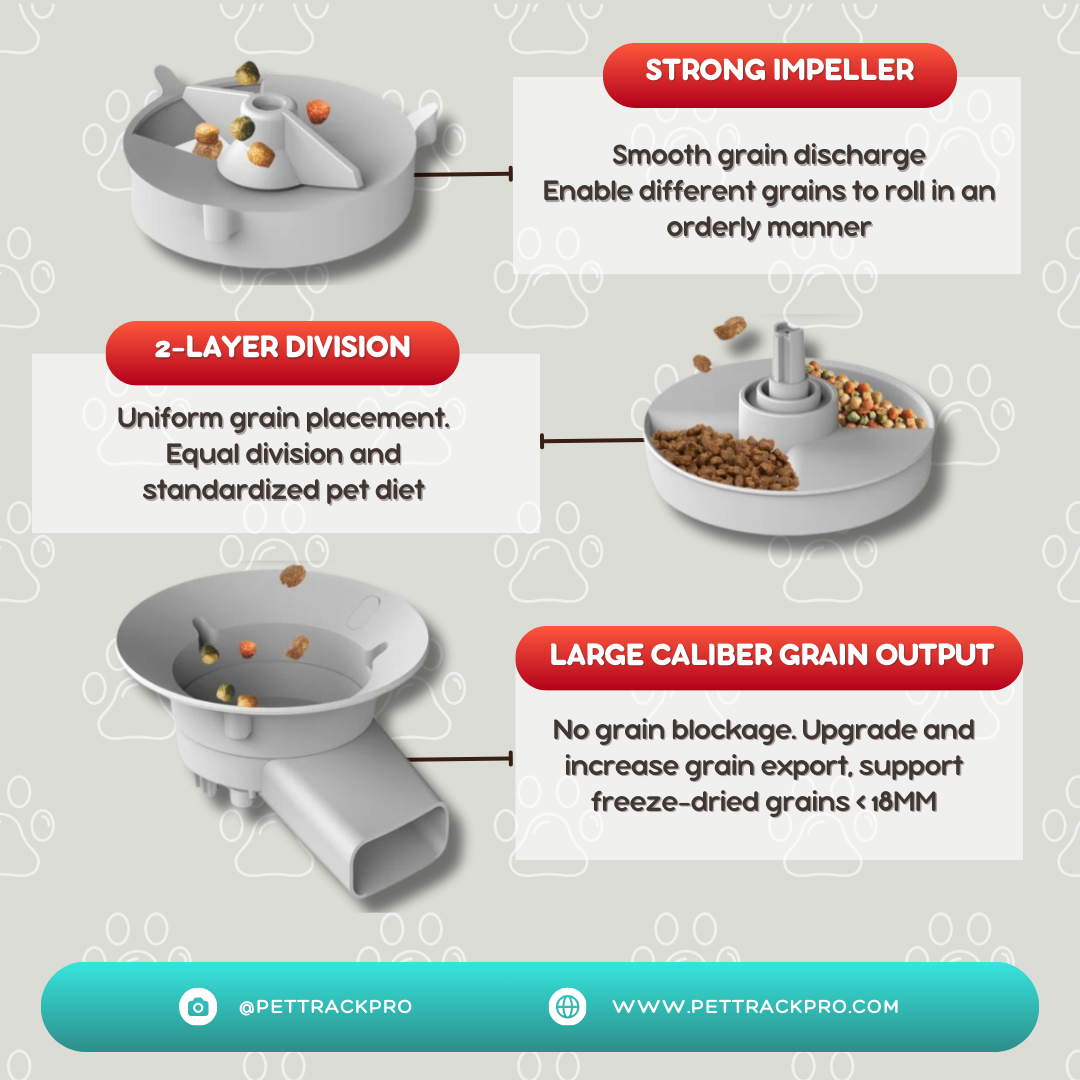 STRONG IMPELLER
Smooth grain discharge
Enable different grains to roll in an
orderly manner
2-LAYER DIVISION
Uniform grain placement.
Equal division and
standardized pet diet
LARGE CALIBER GRAIN OUTPUT
No grain blockage. Upgrade and
increase grain export, support
freeze-dried grains < 18MM
@PETTRACKPRO
WWW.PETTRACKPRO.COM